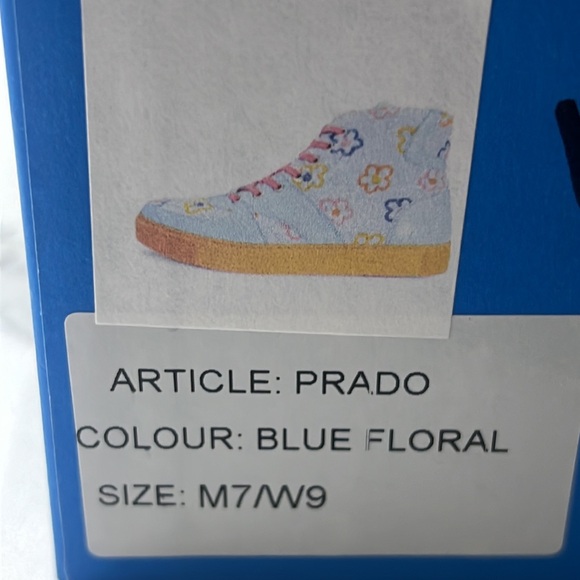 ARTICLE: PRADO
COLOUR: BLUE FLORAL
SIZE: M7/W9